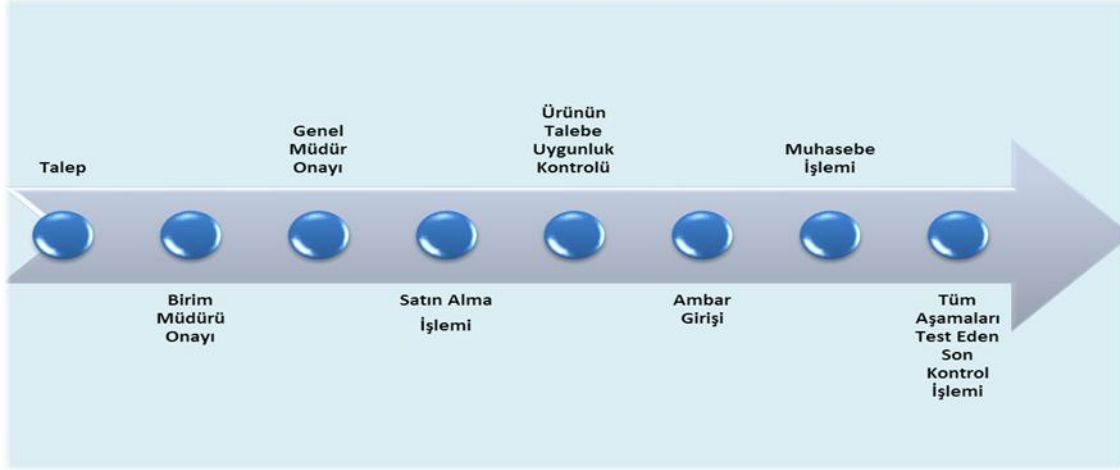 Talep
Birim
Müdürü
Onayı
Genel
Müdür
Onayı
Satın Alma
İşlemi
Ürünün
Talebe
Uygunluk
Kontrolü
Ambar
Girişi
Muhasebe
İşlemi
Tüm
Aşamaları
Test Eden
Son
Kontrol
İşlemi